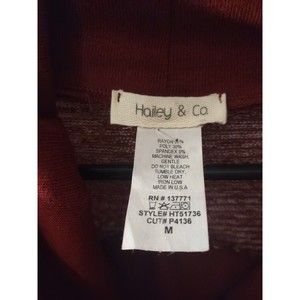 Hailey & Co.
RAYON
POLY 30%
SPANDEX 5%
MACHINE WASH
GENTLE
DO NOT BLEACH
TUMBLE DRY
LOW HEAT
IRON LOW
MADE IN U.S.A
RN # 137771
STYLE# HT51736
CUT# P4136
M